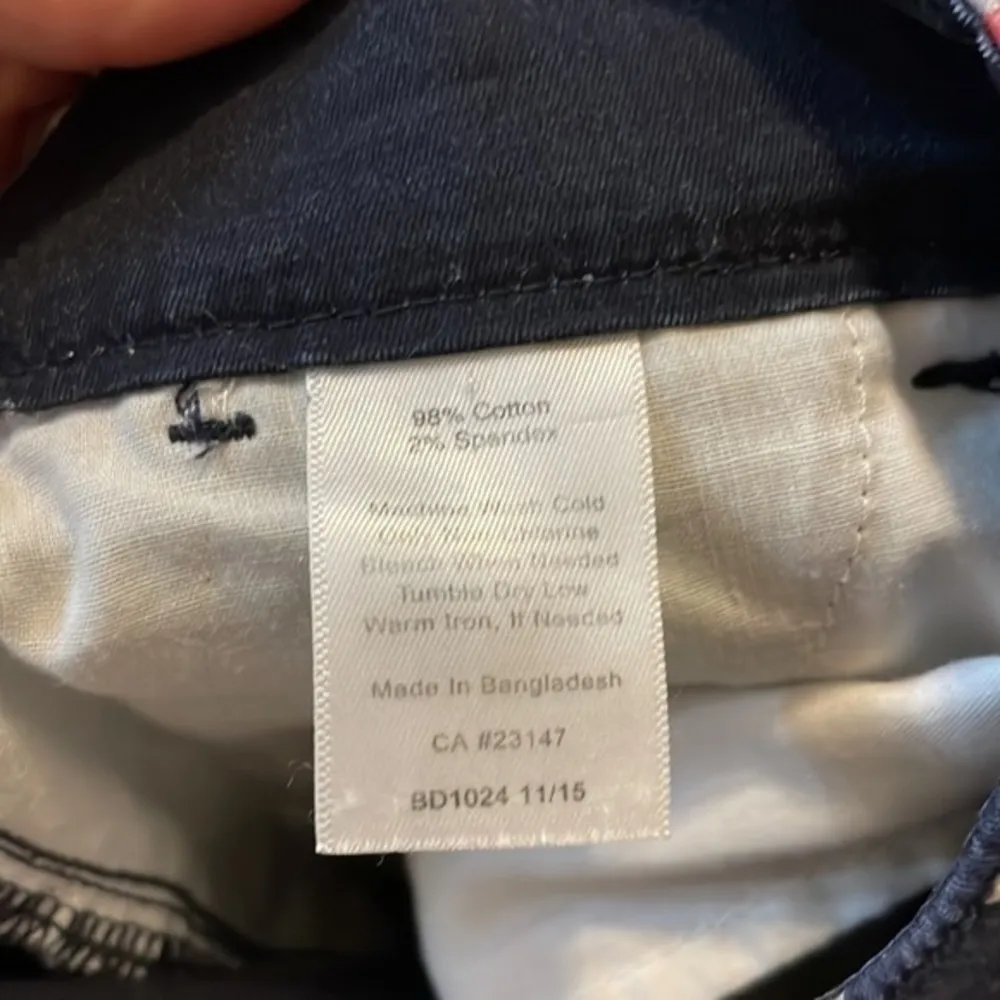 98% Cotton
2% Spandex
Machine Wash Cold
Only Non-Chlorine
Bleach When Needed
Tumble Dry Low
Warm Iron, If Needed
Made In Bangladesh
CA #23147
BD1024 11/15